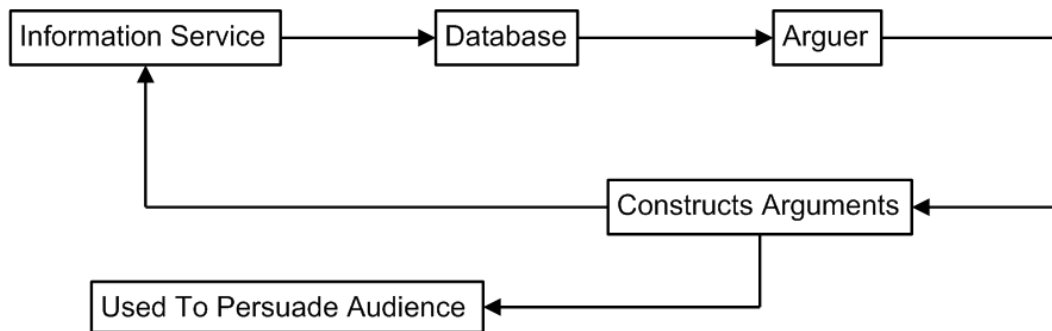 Information Service
Database
Arguer
Constructs Arguments
Used To Persuade Audience